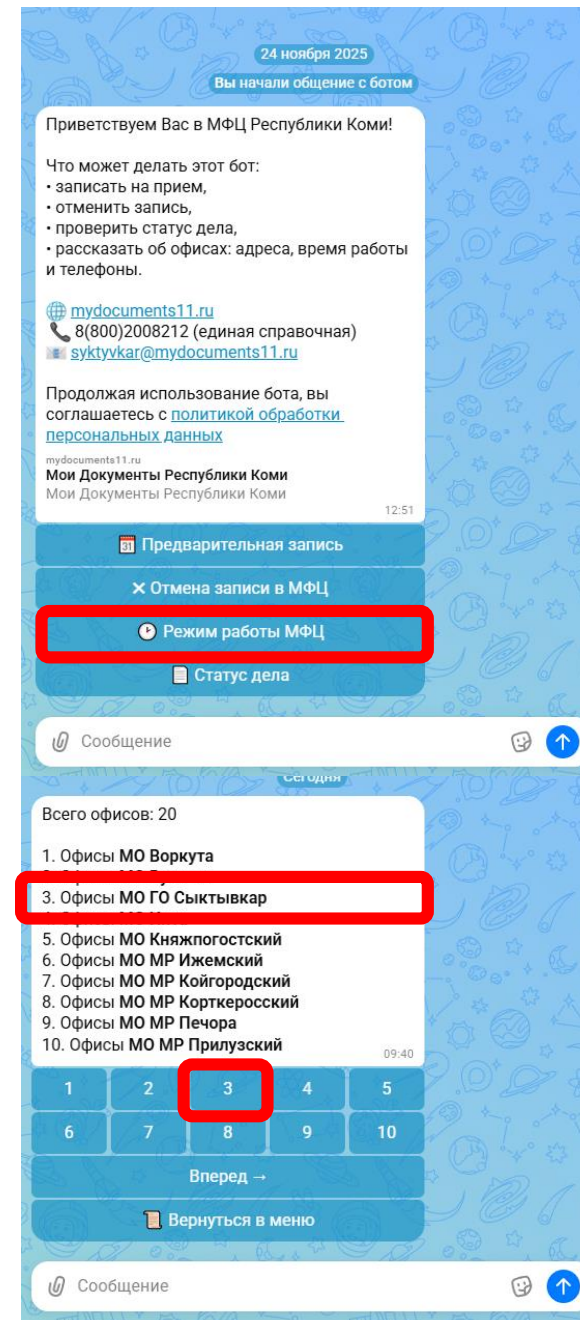 24 ноября 2025
Вы начали общение с ботом
Приветствуем Вас в МФЦ Республики Коми!
Что может делать этот бот:
• записать на прием,
• отменить запись,
• проверить статус дела,
• рассказать об офисах: адреса, время работы
и телефоны.
mydocuments11.ru
8(800)2008212 (единая справочная)
syktyvkar@mydocuments11.ru
Продолжая использование бота, вы
соглашаетесь с политикой обработки
персональных данных
mydocuments11.ru
Мои Документы Республики Коми
Мои Документы Республики Коми
12:51
31 Предварительная запись
✕ Отмена записи в МФЦ
Режим работы МФЦ
Статус дела
Сообщение
Сегодня
Всего офисов: 20
1. Офисы МО Воркута
3. Офисы МО ГО Сыктывкар
5. Офисы МО Княжпогостский
6. Офисы МО МР Ижемский
7. Офисы МО МР Койгородский
8. Офисы МО МР Корткеросский
9. Офисы МО МР Печора
10. Офисы МО МР Прилузский
09:40
1 2 3 4 5
6 7 8 9 10
Вперед →
Вернуться в меню
Сообщение